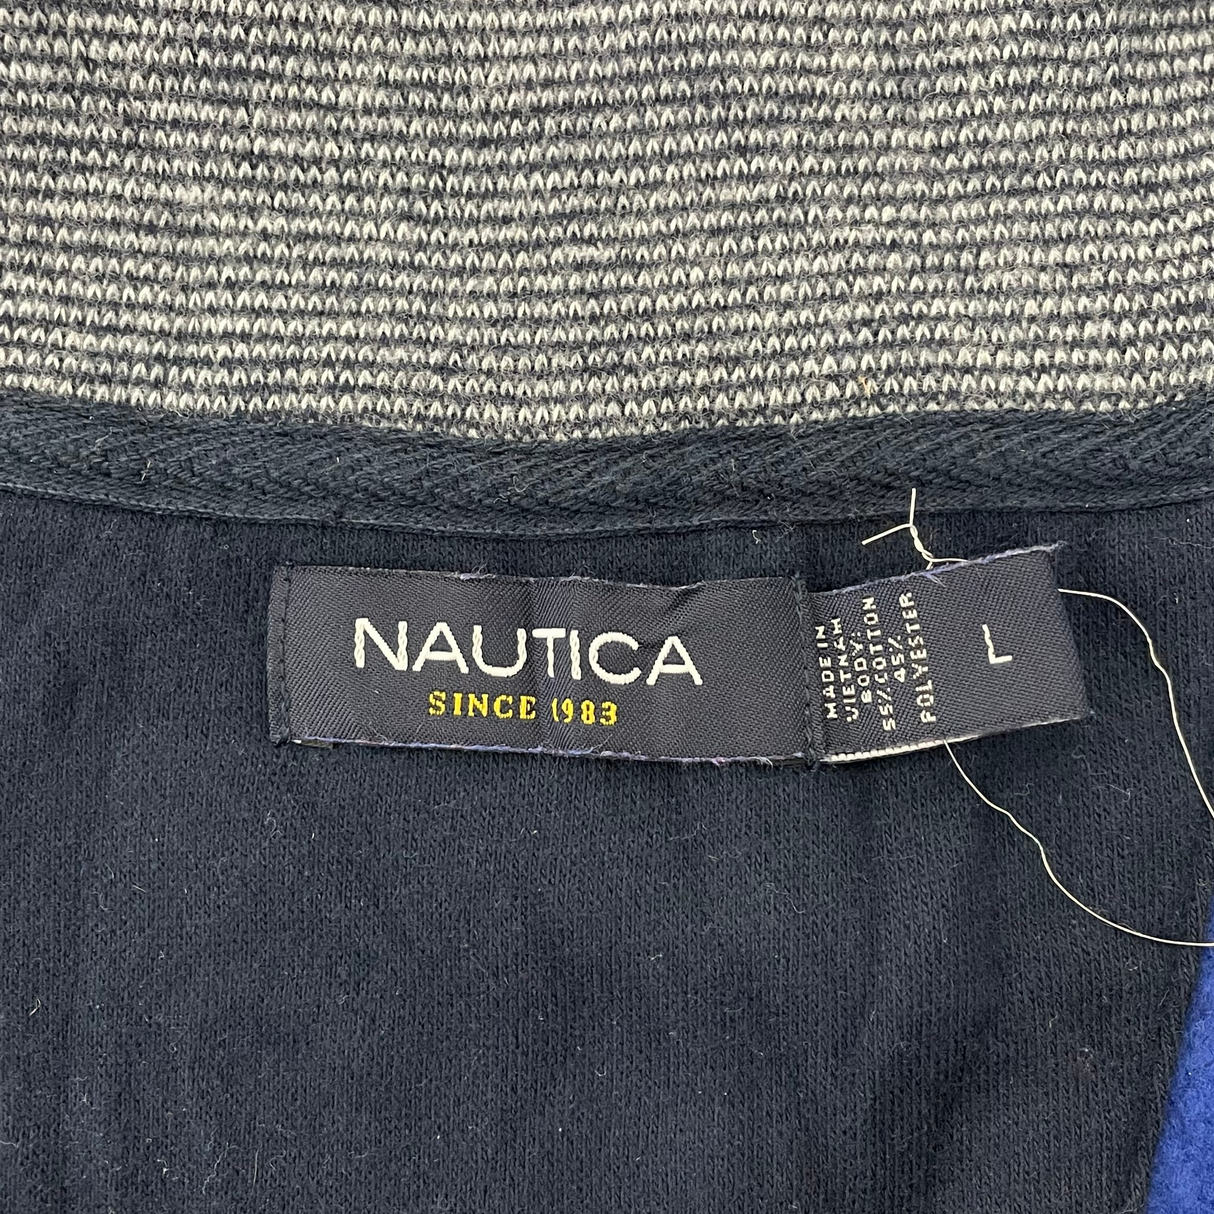 NAUTICA
SINCE 1983
MADE IN
VIETNAM
BODY:
55%COTTON
45%
POLYESTER
L